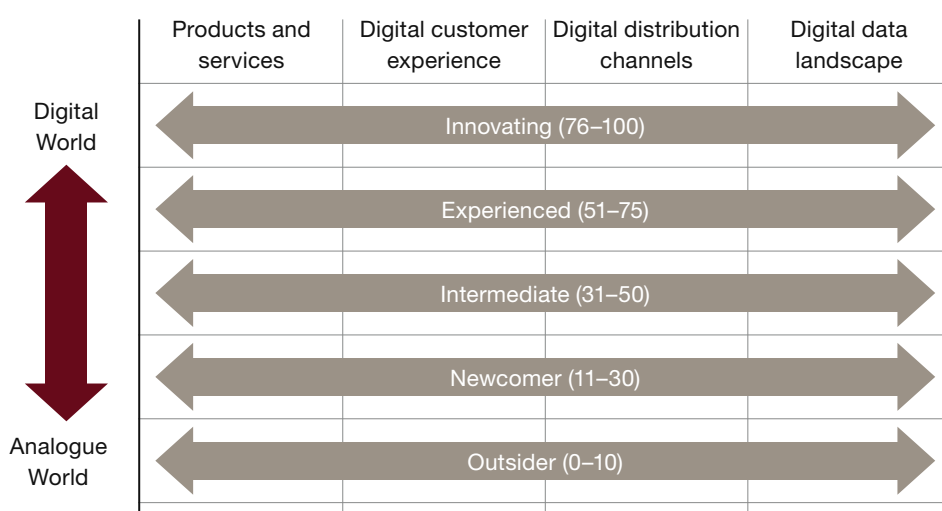 Products and
services
Digital customer
experience
Digital distribution
channels
Digital data
landscape
Digital
World
Innovating (76–100)
Experienced (51–75)
Intermediate (31–50)
Newcomer (11–30)
Analogue
World
Outsider (0–10)